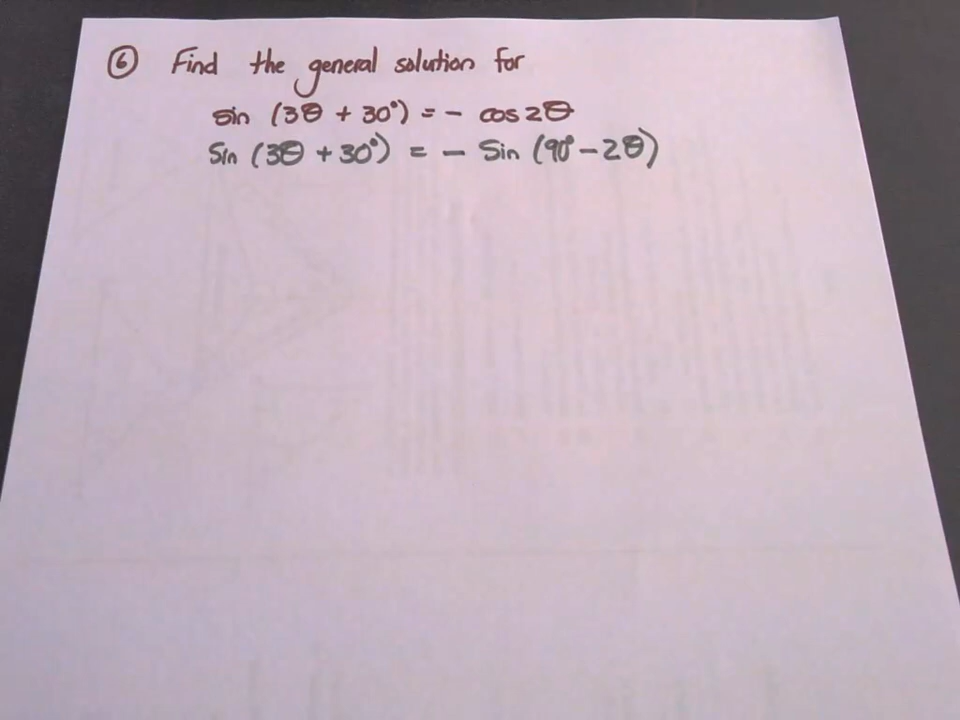 ⑥ Find the general solution for
sin (3θ + 30°) = - cos 2θ
Sin (3θ + 30°) = - Sin (90° - 2θ)